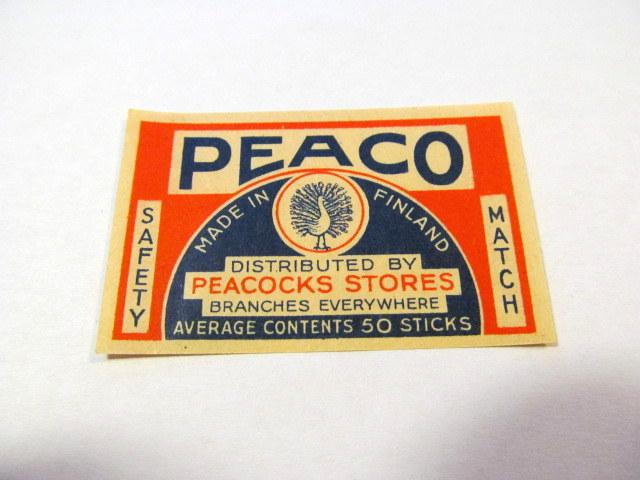 PEACO
MADE IN FINLAND
SAFETY
MATCH
DISTRIBUTED BY
PEACOCKS STORES
BRANCHES EVERYWHERE
AVERAGE CONTENTS 50 STICKS